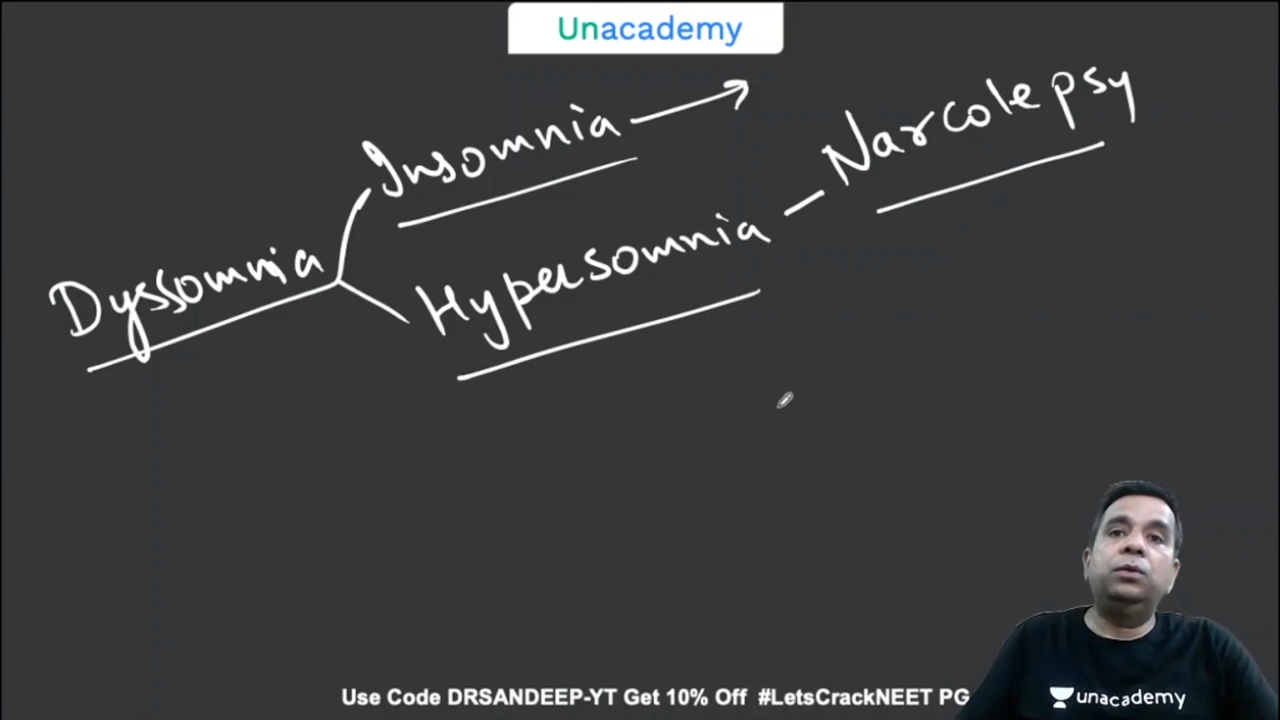 Unacademy
Insomnia
Narcolepsy
Dyssomnia
Hypersomnia
Use Code DRSANDEEP-YT Get 10% Off #LetsCrackNEET PG
unacademy